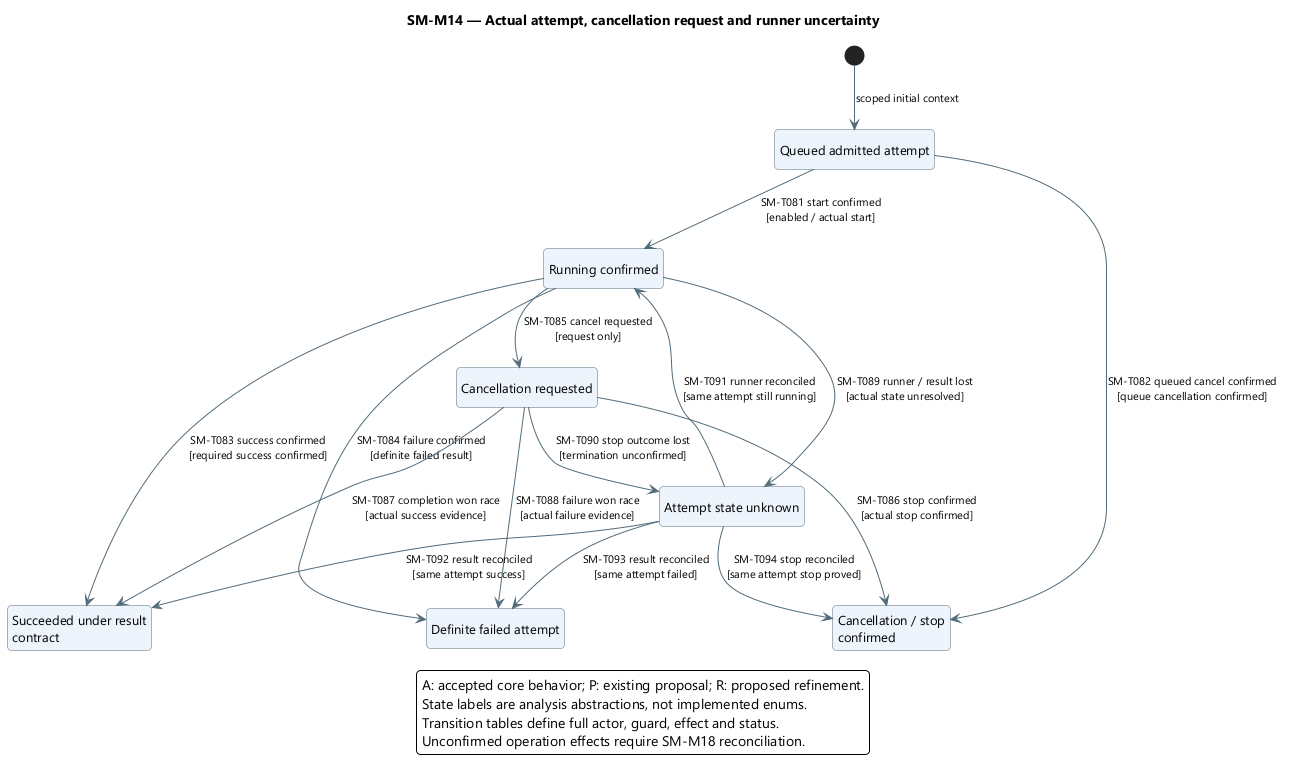 SM-M14 — Actual attempt, cancellation request and runner uncertainty
scoped initial context
Queued admitted attempt
SM-T081 start confirmed
[enabled / actual start]
Running confirmed
SM-T085 cancel requested
[request only]
Cancellation requested
SM-T091 runner reconciled
[same attempt still running]
SM-T089 runner / result lost
[actual state unresolved]
SM-T082 queued cancel confirmed
[queue cancellation confirmed]
SM-T083 success confirmed
[required success confirmed]
SM-T084 failure confirmed
[definite failed result]
SM-T090 stop outcome lost
[termination unconfirmed]
SM-T087 completion won race
[actual success evidence]
SM-T088 failure won race
[actual failure evidence]
Attempt state unknown
SM-T086 stop confirmed
[actual stop confirmed]
SM-T092 result reconciled
[same attempt success]
SM-T093 result reconciled
[same attempt failed]
SM-T094 stop reconciled
[same attempt stop proved]
Succeeded under result
contract
Definite failed attempt
Cancellation / stop
confirmed
A: accepted core behavior; P: existing proposal; R: proposed refinement.
State labels are analysis abstractions, not implemented enums.
Transition tables define full actor, guard, effect and status.
Unconfirmed operation effects require SM-M18 reconciliation.